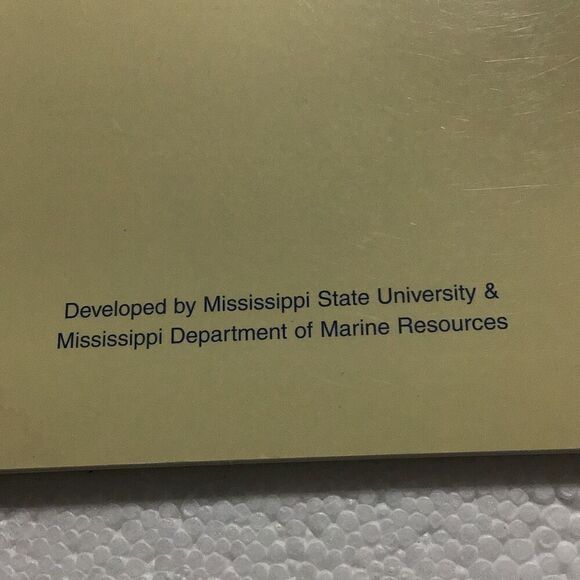 Developed by Mississippi State University &
Mississippi Department of Marine Resources